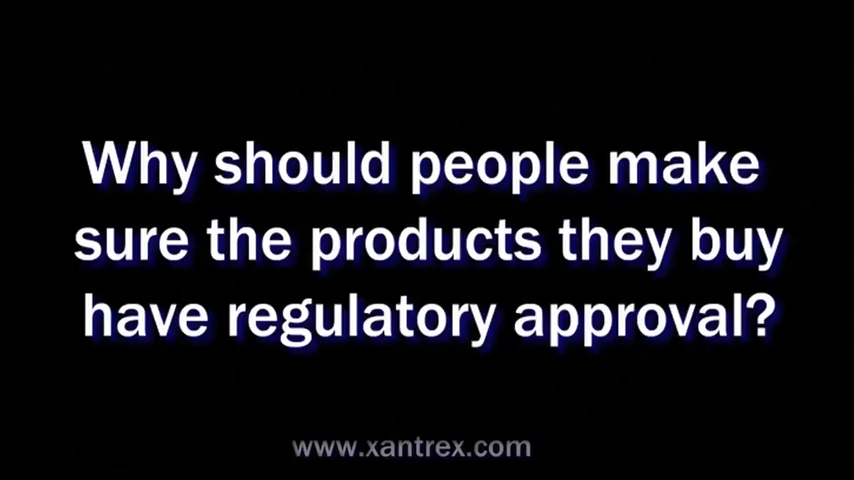 Why should people make
sure the products they buy
have regulatory approval?
www.xantrex.com